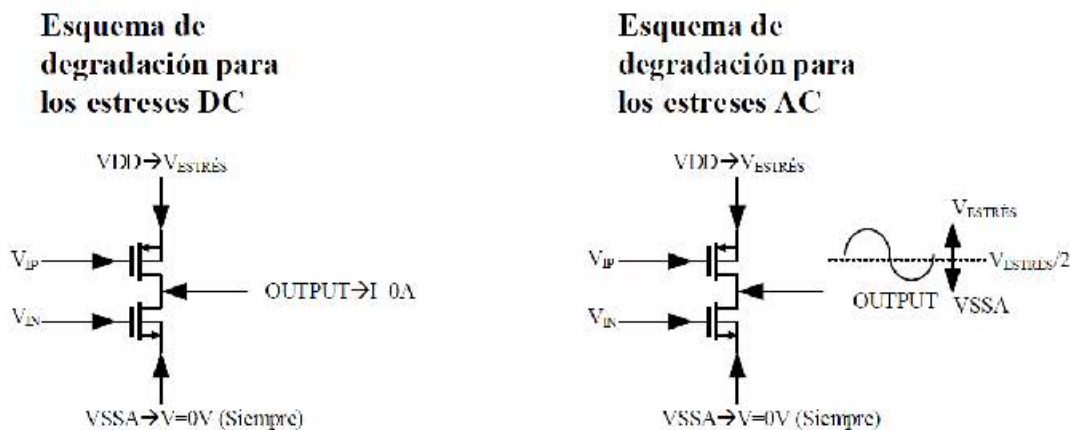 Esquema de
degradación para
los estreses DC
VDD→VESTRÉS
VIP
OUTPUT→I 0A
VIN
VSSA→V=0V (Siempre)
Esquema de
degradación para
los estreses AC
VDD→VESTRÉS
VIP
VESTRÉS
VESTRES/2
OUTPUT
VSSA
VIN
VSSA→V=0V (Siempre)